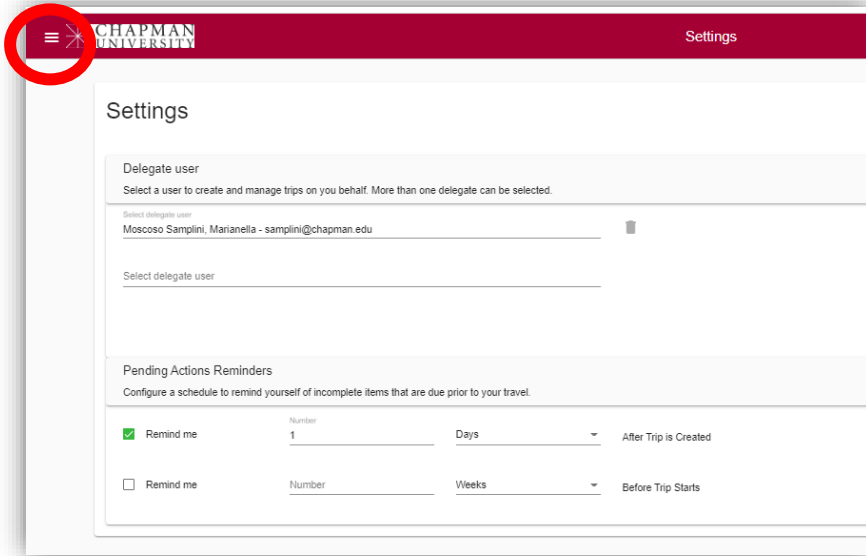 CHAPMAN
UNIVERSITY
Settings
Settings
Delegate user
Select a user to create and manage trips on you behalf. More than one delegate can be selected.
Select delegate user
Moscoso Samplini, Marianella - samplini@chapman.edu
Select delegate user
Pending Actions Reminders
Configure a schedule to remind yourself of incomplete items that are due prior to your travel.
Number
Remind me 1 Days After Trip is Created
Remind me Number Weeks Before Trip Starts